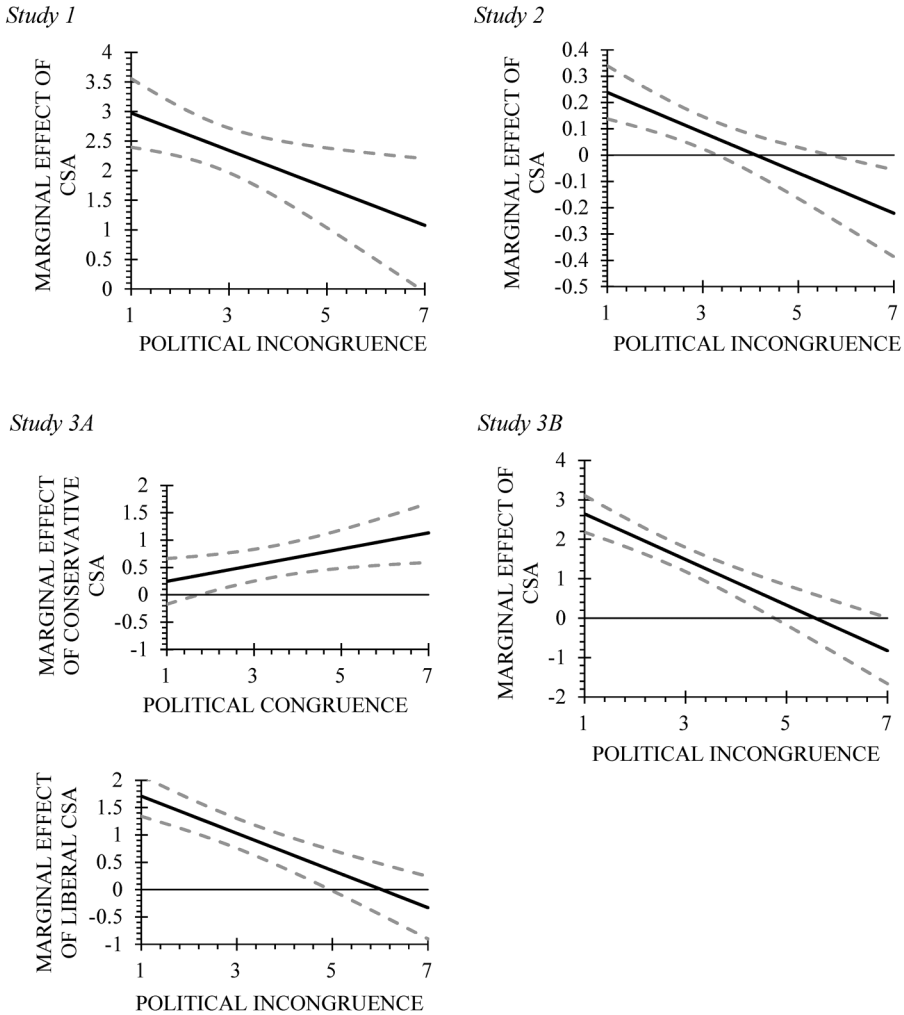 Study 1
MARGINAL EFFECT OF
CSA
4
3.5
3
2.5
2
1.5
1
0.5
0
1 3 5 7
POLITICAL INCONGRUENCE
Study 2
MARGINAL EFFECT OF
CSA
0.4
0.3
0.2
0.1
0
-0.1
-0.2
-0.3
-0.4
-0.5
1 3 5 7
POLITICAL INCONGRUENCE
Study 3A
MARGINAL EFFECT
OF CONSERVATIVE
CSA
2
1.5
1
0.5
0
-0.5
-1
1 3 5 7
POLITICAL CONGRUENCE
MARGINAL EFFECT
OF LIBERAL CSA
2
1.5
1
0.5
0
-0.5
-1
1 3 5 7
POLITICAL INCONGRUENCE
Study 3B
MARGINAL EFFECT OF
CSA
4
3
2
1
0
-1
-2
1 3 5 7
POLITICAL INCONGRUENCE